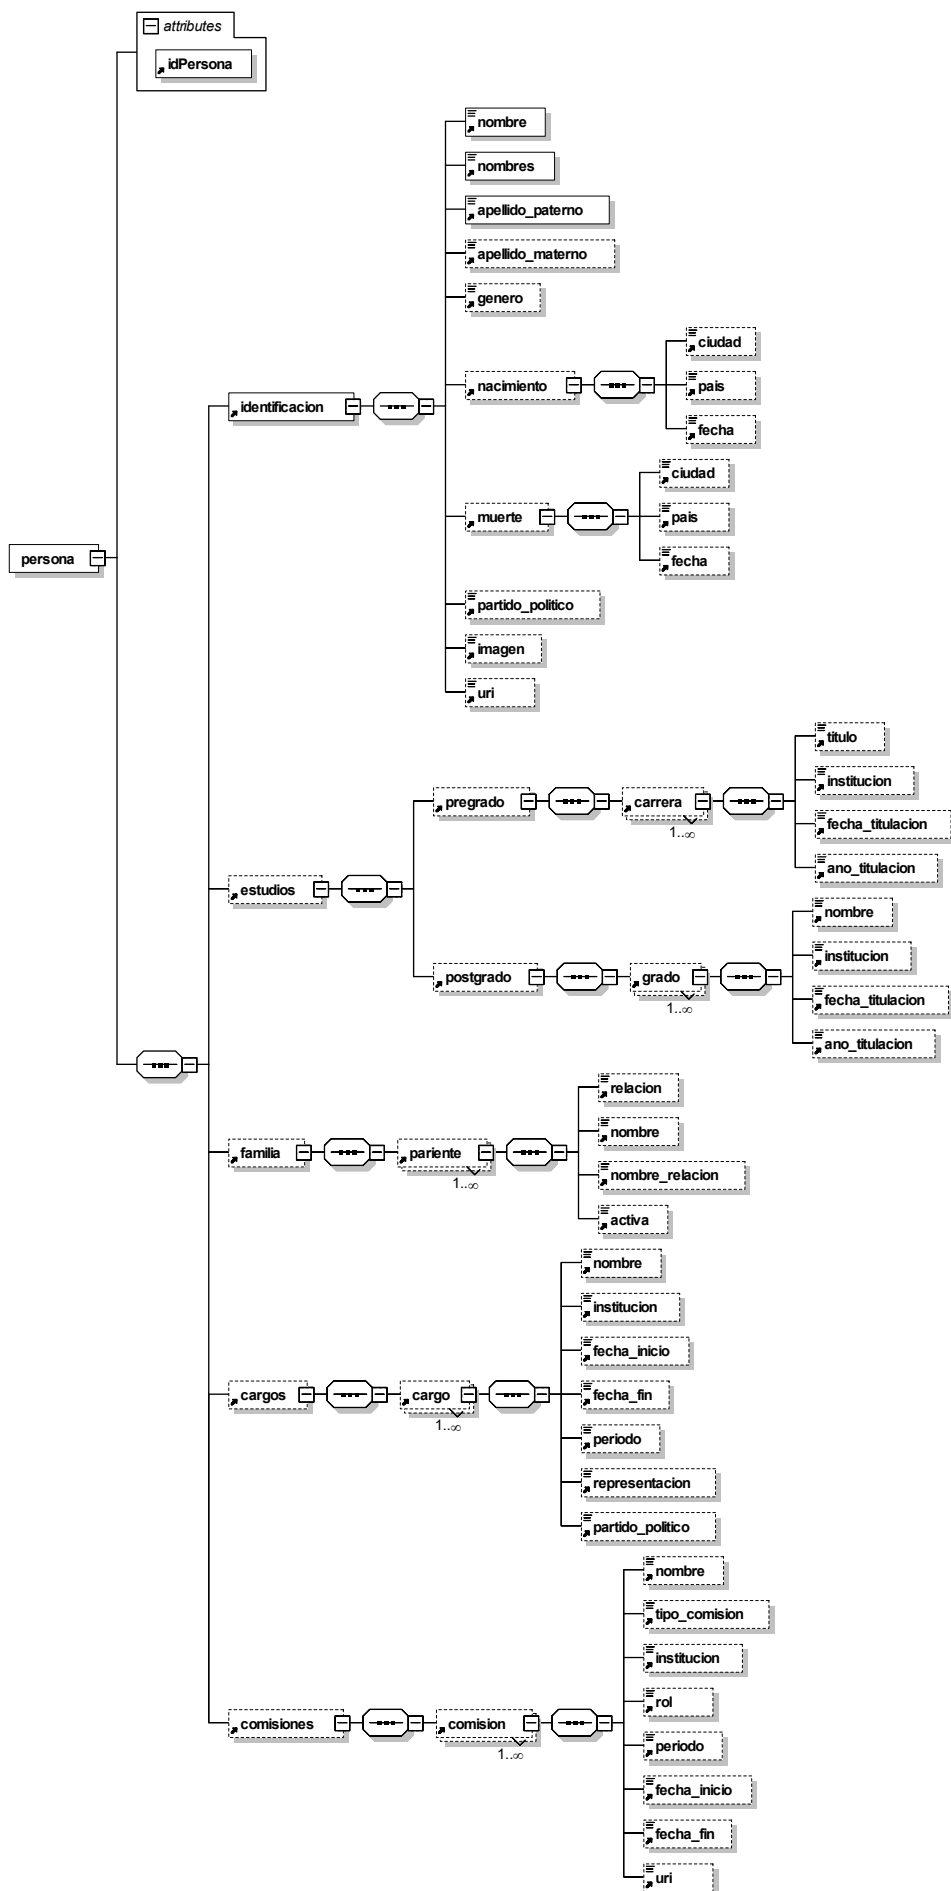 attributes
idPersona
nombre
nombres
apellido_paterno
apellido_materno
genero
ciudad
nacimiento
pais
fecha
identificacion
ciudad
muerte
pais
fecha
persona
partido_politico
imagen
uri
titulo
institucion
pregrado
carrera
1..∞
fecha_titulacion
ano_titulacion
estudios
nombre
institucion
postgrado
grado
1..∞
fecha_titulacion
ano_titulacion
relacion
nombre
familia
pariente
1..∞
nombre_relacion
activa
nombre
institucion
fecha_inicio
cargos
cargo
1..∞
fecha_fin
periodo
representacion
partido_politico
nombre
tipo_comision
institucion
rol
comisiones
comision
1..∞
periodo
fecha_inicio
fecha_fin
uri